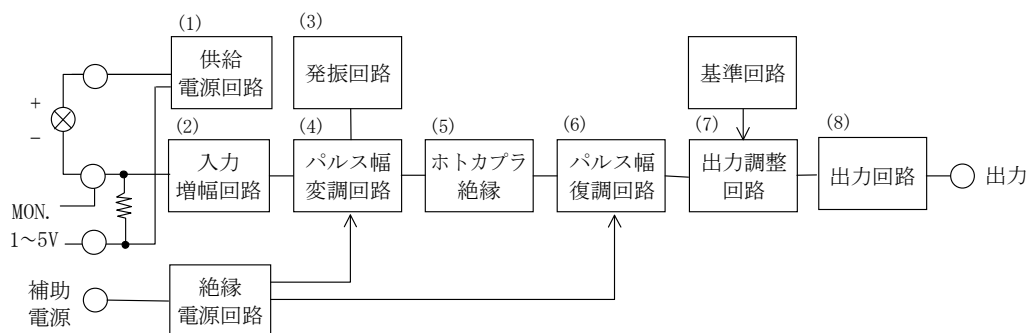 (1)
供給
電源回路
(3)
発振回路
基準回路
+
−
(2)
入力
増幅回路
(4)
パルス幅
変調回路
(5)
ホトカプラ
絶縁
(6)
パルス幅
復調回路
(7)
出力調整
回路
(8)
出力回路
出力
MON.
1～5V
補助
電源
絶縁
電源回路